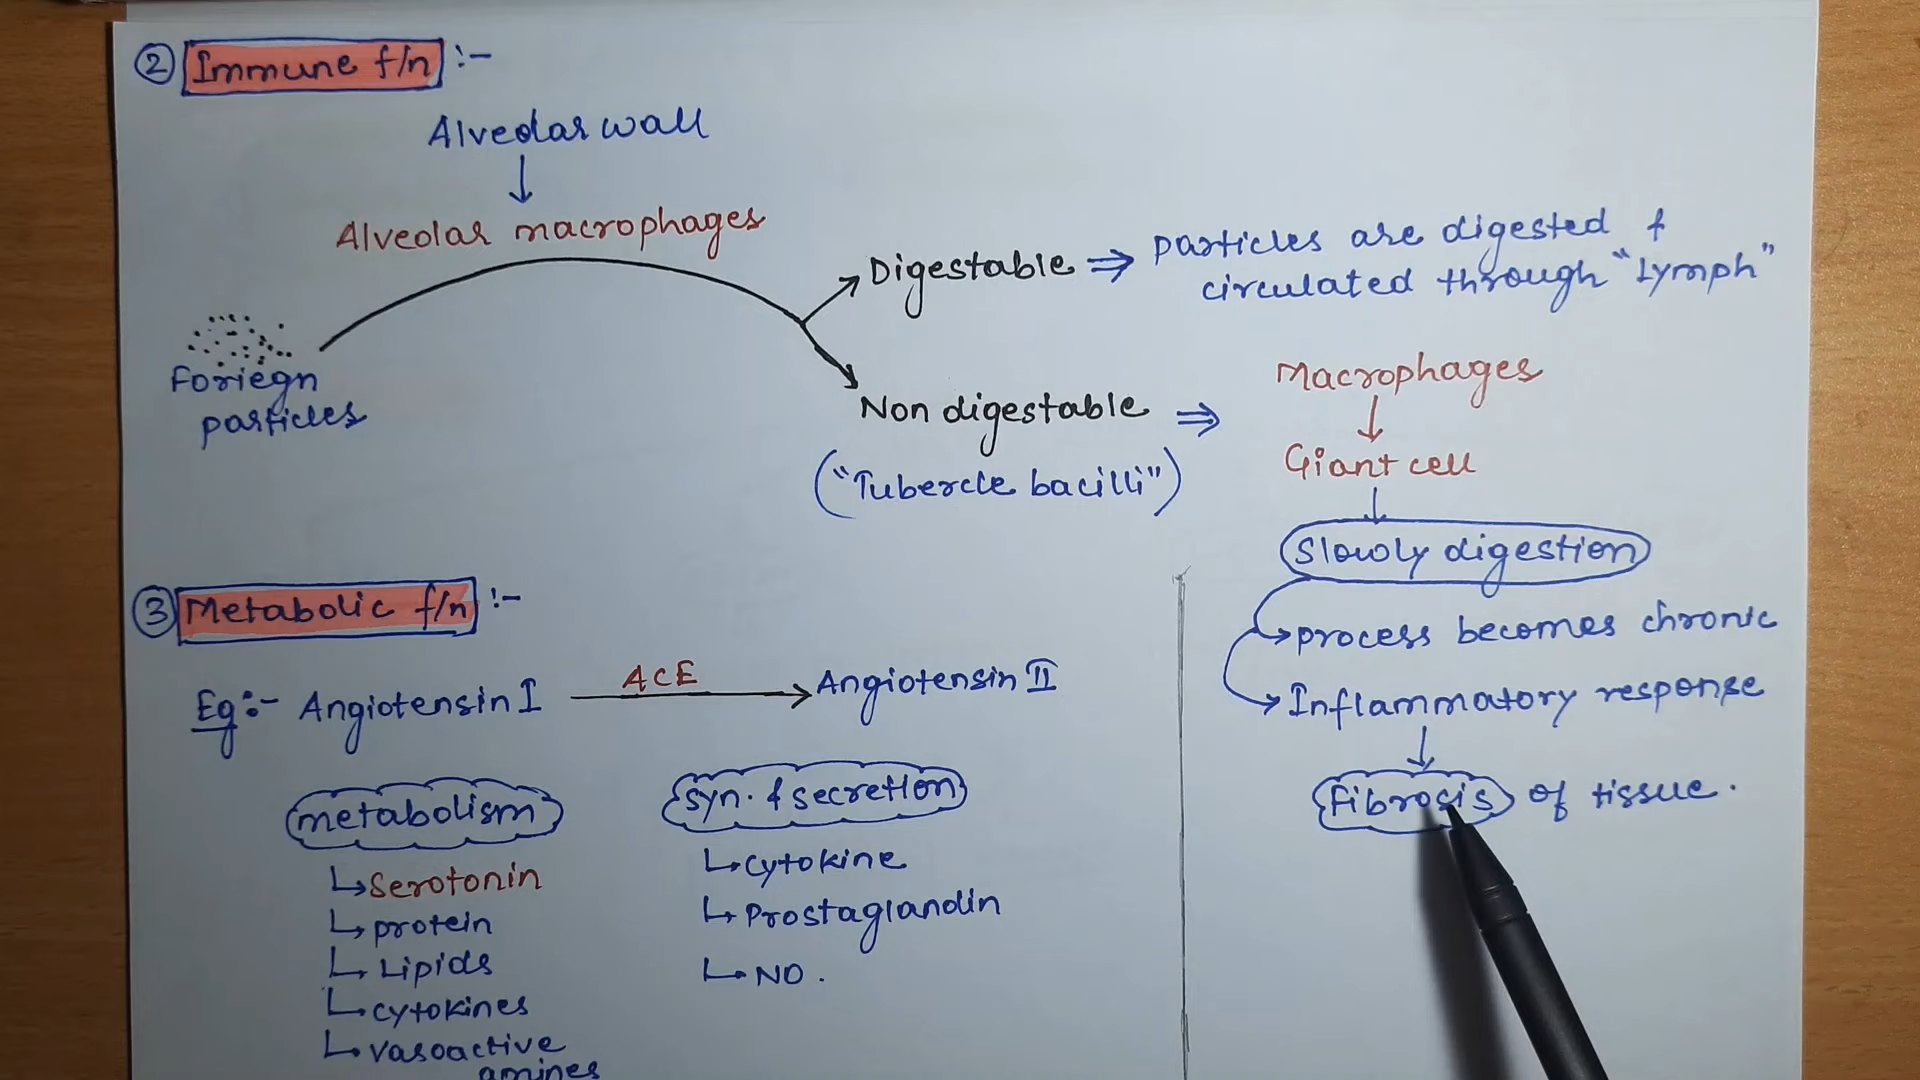 ② Immune f/n :-
Alveolar wall
↓
Alveolar macrophages
Foriegn
particles
Digestable ⇒ particles are digested &
circulated through "Lymph"
Non digestable ⇒
("Tubercle bacilli")
Macrophages
↓
Giant cell
↓
Slowly digestion
→ process becomes chronic
→ Inflammatory response
↓
Fibrosis of tissue.
③ Metabolic f/n :-
Eg:- Angiotensin I ACE → Angiotensin II
metabolism
↳ Serotonin
↳ protein
↳ Lipids
↳ cytokines
↳ vasoactive
amines
syn. & secretion
↳ cytokine
↳ Prostaglandin
↳ NO.